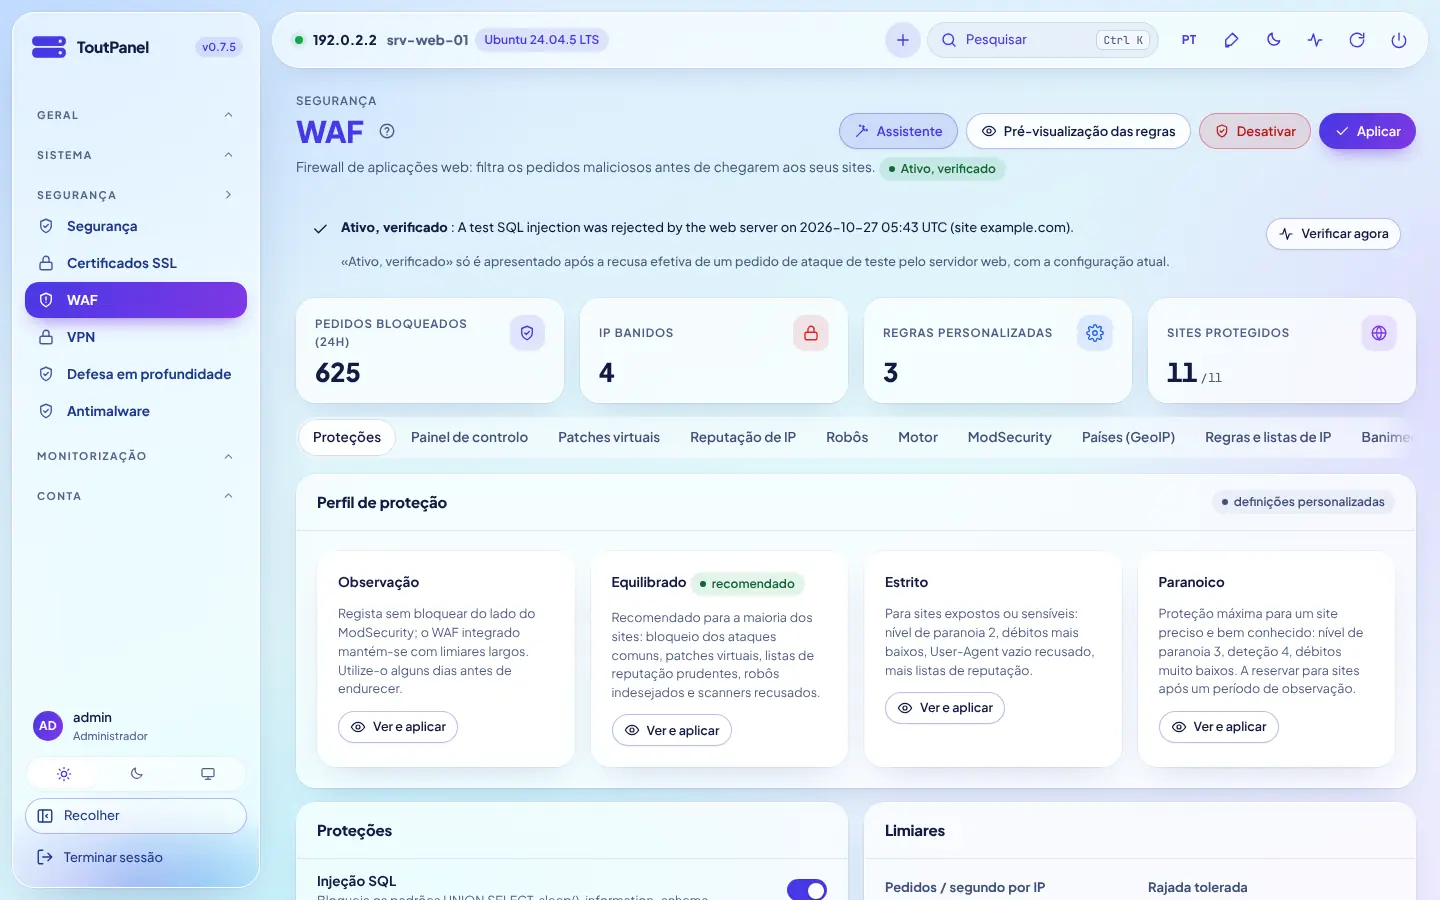 ToutPanel
v0.7.5
GERAL
SISTEMA
SEGURANÇA
Segurança
Certificados SSL
WAF
VPN
Defesa em profundidade
Antimalware
MONITORIZAÇÃO
CONTA
AD
admin
Administrador
Recolher
Terminar sessão
192.0.2.2 srv-web-01 Ubuntu 24.04.5 LTS
Pesquisar Ctrl K
PT
SEGURANÇA
WAF
Firewall de aplicações web: filtra os pedidos maliciosos antes de chegarem aos seus sites. Ativo, verificado
Assistente
Pré-visualização das regras
Desativar
Aplicar
Ativo, verificado : A test SQL injection was rejected by the web server on 2026-10-27 05:43 UTC (site example.com).
«Ativo, verificado» só é apresentado após a recusa efetiva de um pedido de ataque de teste pelo servidor web, com a configuração atual.
Verificar agora
PEDIDOS BLOQUEADOS
(24H)
625
IP BANIDOS
4
REGRAS PERSONALIZADAS
3
SITES PROTEGIDOS
11 / 11
Proteções Painel de controlo Patches virtuais Reputação de IP Robôs Motor ModSecurity Países (GeoIP) Regras e listas de IP
Perfil de proteção
definições personalizadas
Observação
Regista sem bloquear do lado do
ModSecurity; o WAF integrado
mantém-se com limiares largos.
Utilize-o alguns dias antes de
endurecer.
Ver e aplicar
Equilibrado recomendado
Recomendado para a maioria dos
sites: bloqueio dos ataques
comuns, patches virtuais, listas de
reputação prudentes, robôs
indesejados e scanners recusados.
Ver e aplicar
Estrito
Para sites expostos ou sensíveis:
nível de paranoia 2, débitos mais
baixos, User-Agent vazio recusado,
mais listas de reputação.
Ver e aplicar
Paranoico
Proteção máxima para um site
preciso e bem conhecido: nível de
paranoia 3, deteção 4, débitos
muito baixos. A reservar para sites
após um período de observação.
Ver e aplicar
Proteções
Injeção SQL
Bloqueia os padrões UNION SELECT, sleep(), information_schema
Limiares
Pedidos / segundo por IP
Rajada tolerada